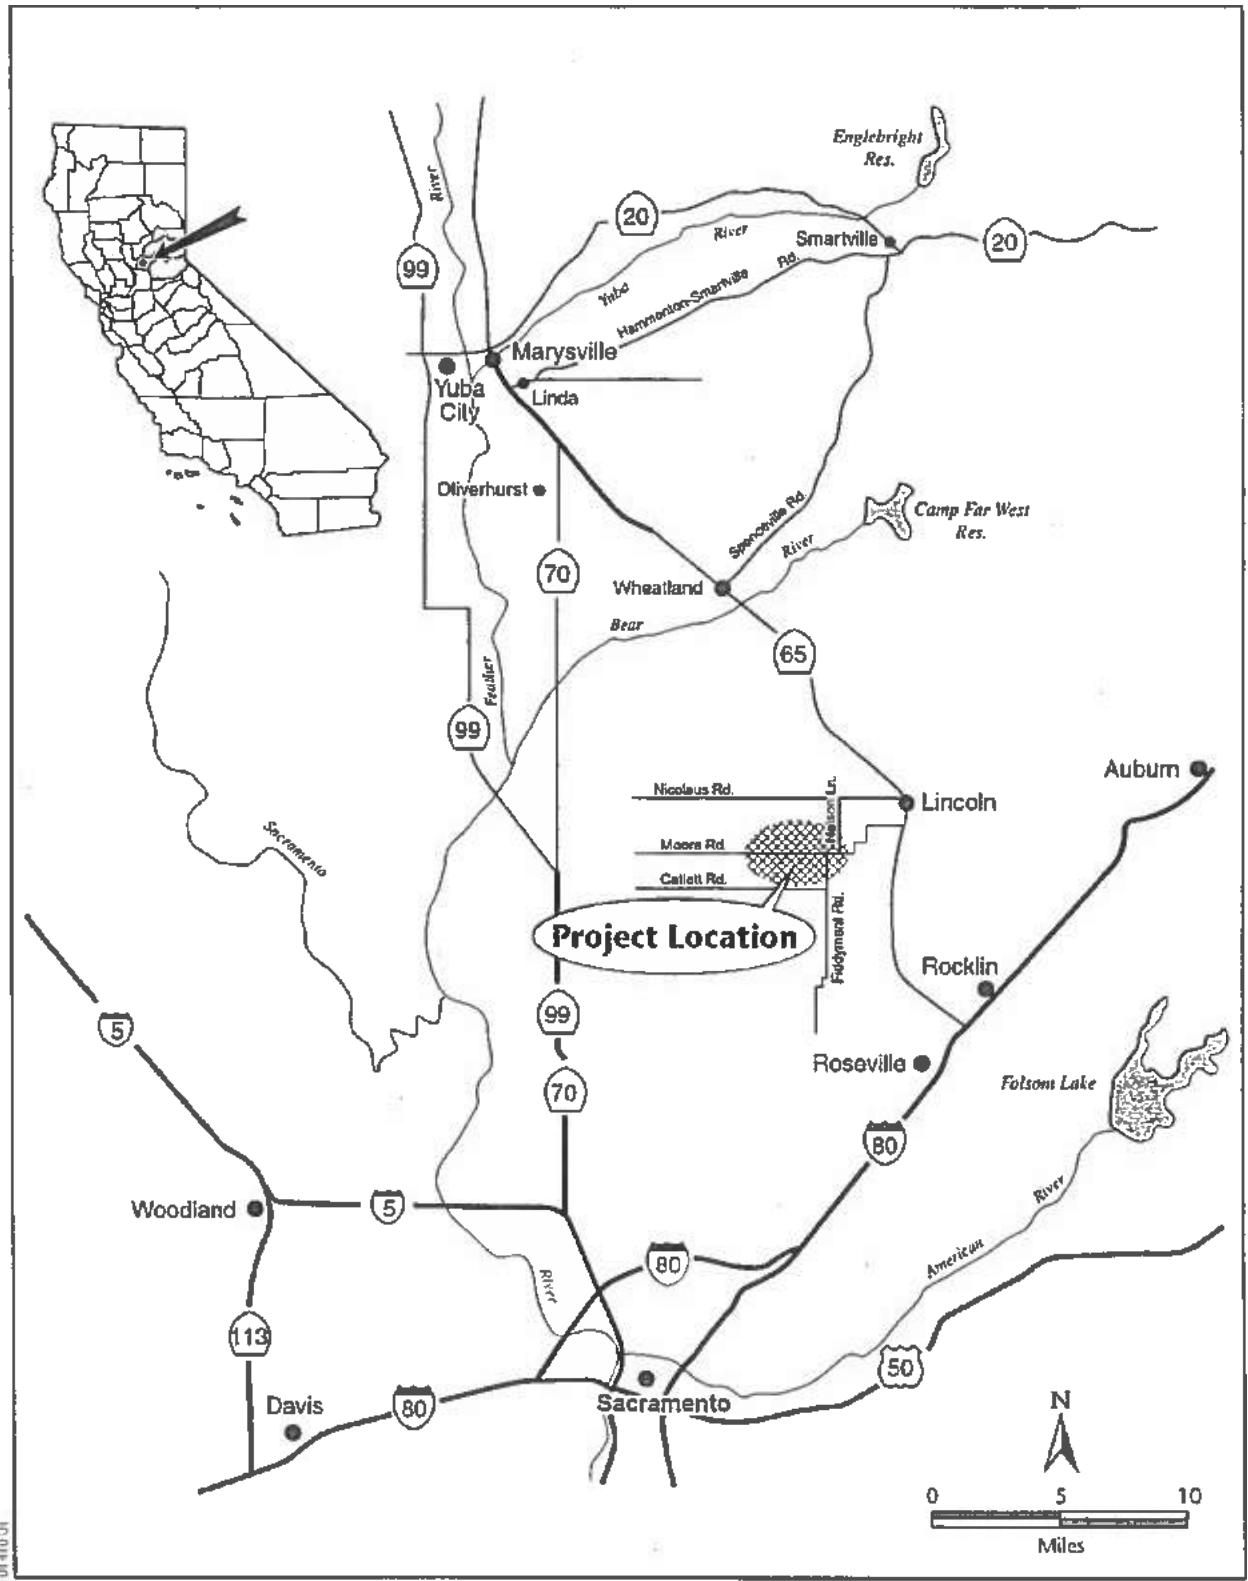 Englebright
Res.
River
20
River
Smartville
20
99
Rd.
Yuba
Hammonton-Smartville
Marysville
Yuba
City
Linda
Oliverhurst
Spenceville Rd.
Camp Far West
Res.
River
70
Wheatland
Bear
65
Feather
99
Auburn
Nicolaus Rd.
Nelson Ln.
Lincoln
Sacramento
Moore Rd.
Catlett Rd.
Project Location
Fiddyment Rd.
Rocklin
5
99
Roseville
Folsom Lake
70
80
River
Woodland
5
American
80
River
113
50
Davis
80
Sacramento
N
0 5 10
Miles